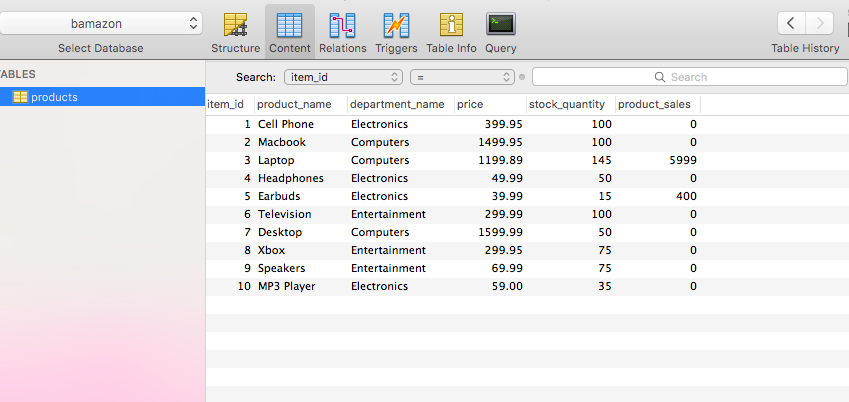 bamazon
Select Database Structure Content Relations Triggers Table Info Query Table History
TABLES
products
Search: item_id = Search
item_id product_name department_name price stock_quantity product_sales
1 Cell Phone Electronics 399.95 100 0
2 Macbook Computers 1499.95 100 0
3 Laptop Computers 1199.89 145 5999
4 Headphones Electronics 49.99 50 0
5 Earbuds Electronics 39.99 15 400
6 Television Entertainment 299.99 100 0
7 Desktop Computers 1599.99 50 0
8 Xbox Entertainment 299.95 75 0
9 Speakers Entertainment 69.99 75 0
10 MP3 Player Electronics 59.00 35 0